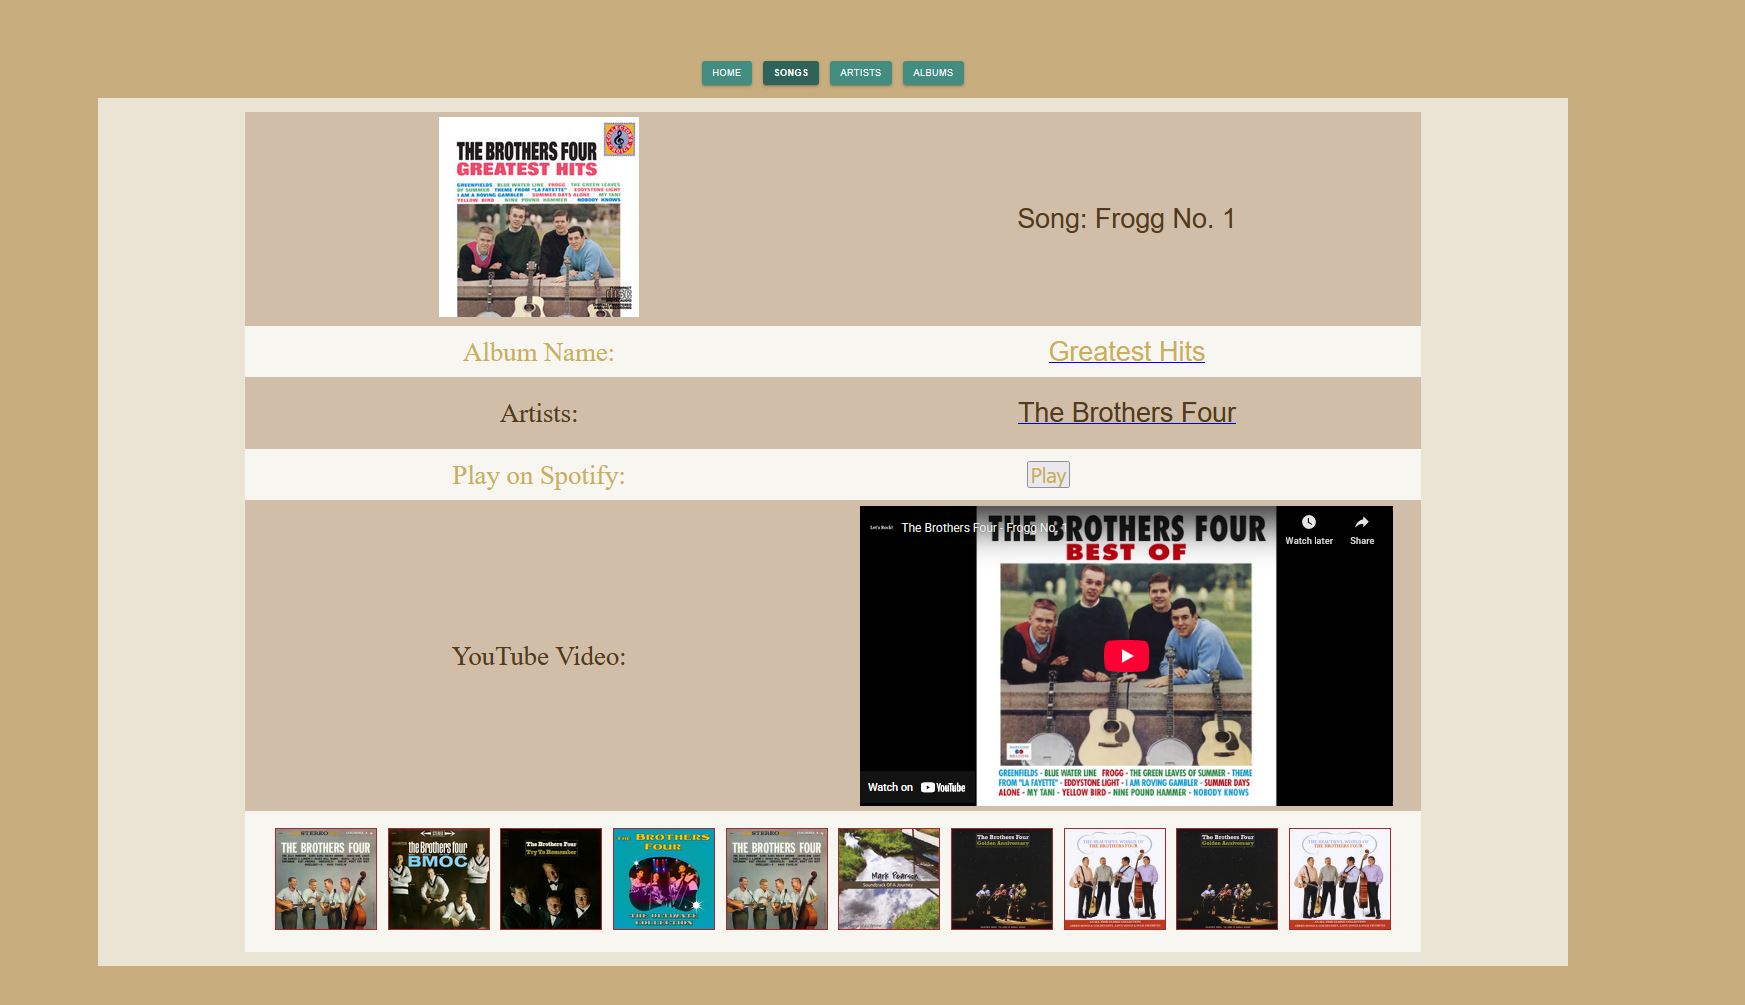 HOME
SONGS
ARTISTS
ALBUMS
COLLECTOR'S CHOICE
THE BROTHERS FOUR
GREATEST HITS
GREENFIELDS BLUE WATER LINE FROGG THE GREEN LEAVES
OF SUMMER THEME FROM "LA FAYETTE" EDDYSTONE LIGHT
I AM A ROVING GAMBLER SUMMER DAYS ALONE MY TANI
YELLOW BIRD NINE POUND HAMMER NOBODY KNOWS
COMPACT
disc
DIGITAL AUDIO
Song: Frogg No. 1
Album Name:
Greatest Hits
Artists:
The Brothers Four
Play on Spotify:
Play
YouTube Video:
Let's Rock!
The Brothers Four - Frogg No. 1
Watch later
Share
THE BROTHERS FOUR
BEST OF
GREENFIELDS - BLUE WATER LINE FROGG - THE GREEN LEAVES OF SUMMER - THEME
FROM "LA FAYETTE" - EDDYSTONE LIGHT - I AM ROVING GAMBLER - SUMMER DAYS
ALONE - MY TANI - YELLOW BIRD - NINE POUND HAMMER - NOBODY KNOWS
Watch on YouTube
STEREO
THE BROTHERS FOUR
STEREO
the Brothers four
BMOC
The Brothers Four
Try To Remember
THE BROTHERS
FOUR
THE ULTIMATE
COLLECTION
STEREO
THE BROTHERS FOUR
Mark Pearson
Soundtrack Of A Journey
The Brothers Four
Golden Anniversary
THE BEAUTIFUL WORLD OF
THE BROTHERS FOUR
The Brothers Four
Golden Anniversary
THE BEAUTIFUL WORLD OF
THE BROTHERS FOUR